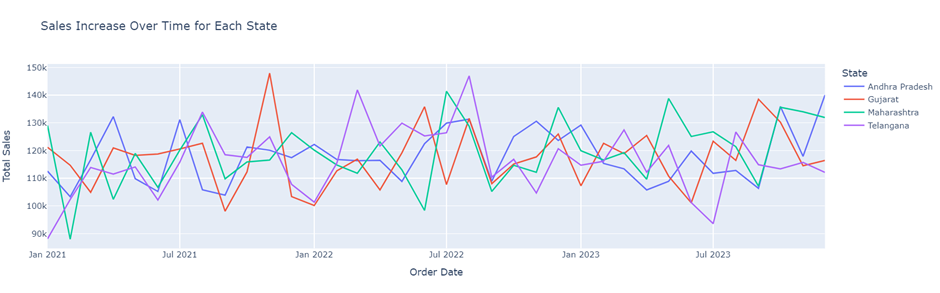 Sales Increase Over Time for Each State
150k
140k
130k
120k
110k
100k
90k
Total Sales
Jan 2021
Jul 2021
Jan 2022
Jul 2022
Jan 2023
Jul 2023
Order Date
State
Andhra Pradesh
Gujarat
Maharashtra
Telangana